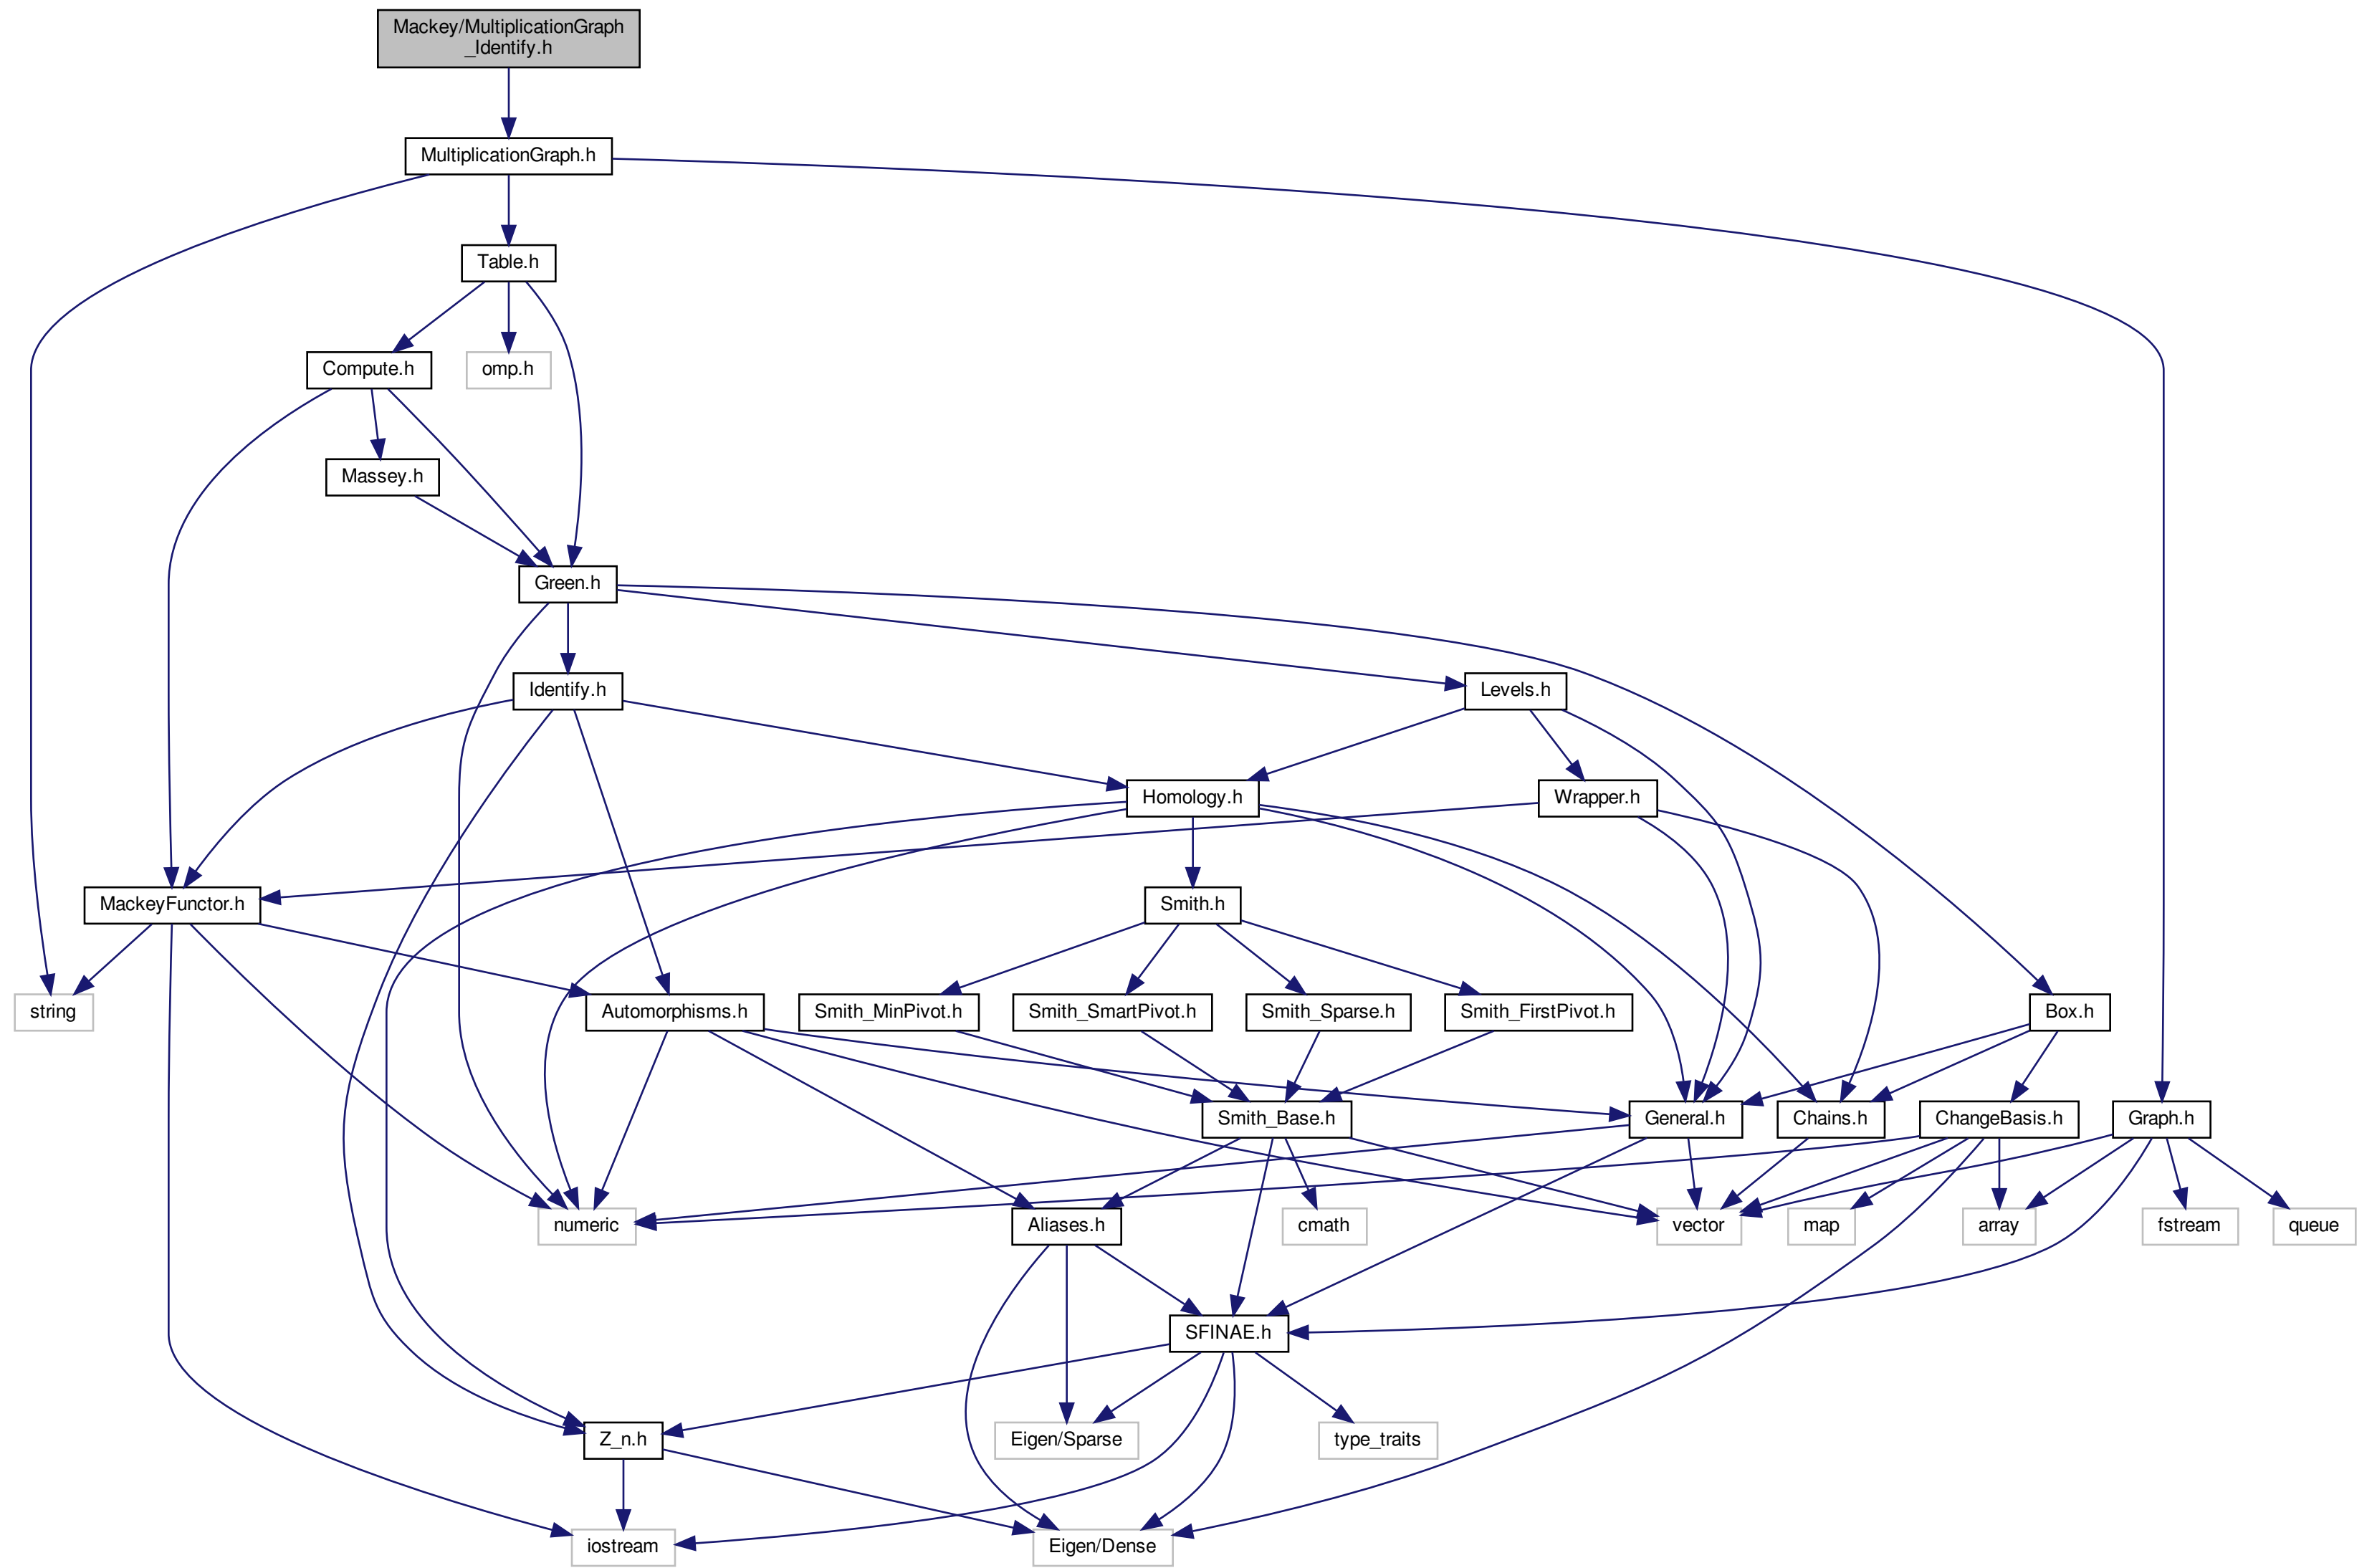 Mackey/MultiplicationGraph
_Identify.h
MultiplicationGraph.h
Table.h
Compute.h
omp.h
Massey.h
Green.h
Identify.h
Levels.h
Homology.h
Wrapper.h
MackeyFunctor.h
Smith.h
string
Automorphisms.h
Smith_MinPivot.h
Smith_SmartPivot.h
Smith_Sparse.h
Smith_FirstPivot.h
Box.h
Smith_Base.h
General.h
Chains.h
ChangeBasis.h
Graph.h
numeric
Aliases.h
cmath
vector
map
array
fstream
queue
SFINAE.h
Z_n.h
Eigen/Sparse
type_traits
iostream
Eigen/Dense